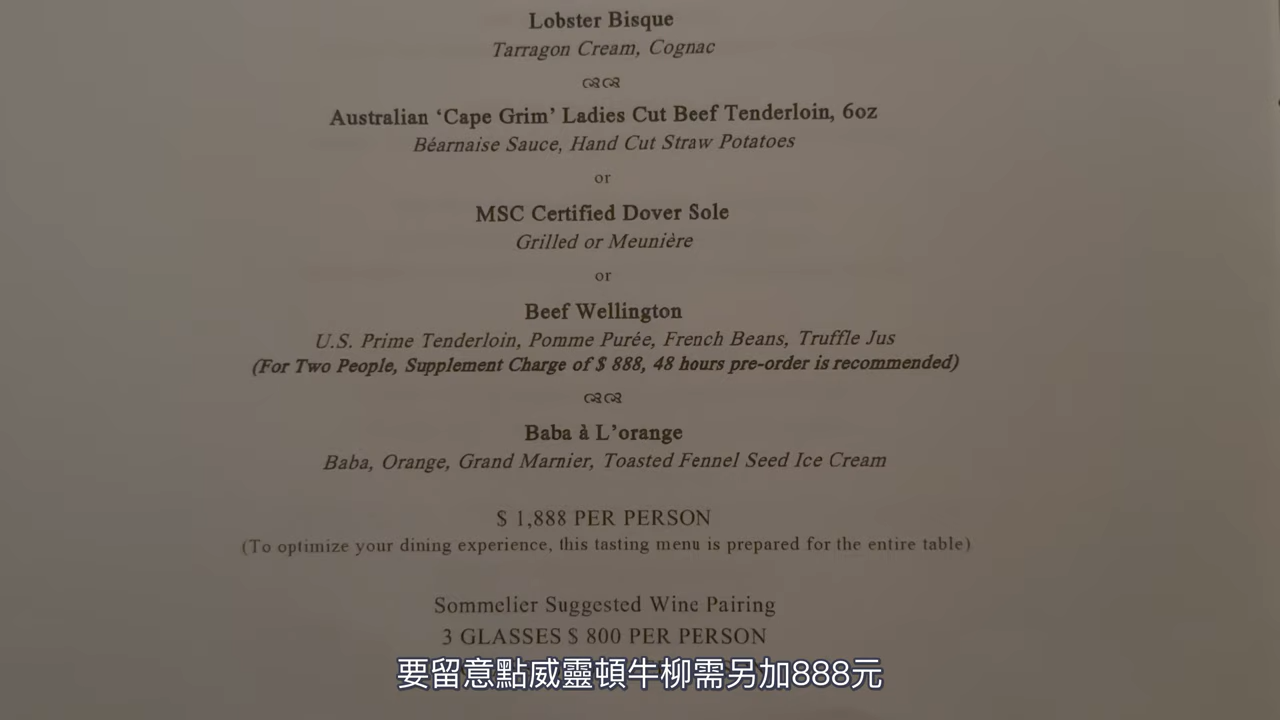 Lobster Bisque
Tarragon Cream, Cognac
Australian ‘Cape Grim’ Ladies Cut Beef Tenderloin, 6oz
Béarnaise Sauce, Hand Cut Straw Potatoes
or
MSC Certified Dover Sole
Grilled or Meunière
or
Beef Wellington
U.S. Prime Tenderloin, Pomme Purée, French Beans, Truffle Jus
(For Two People, Supplement Charge of $ 888, 48 hours pre-order is recommended)
Baba à L’orange
Baba, Orange, Grand Marnier, Toasted Fennel Seed Ice Cream
$ 1,888 PER PERSON
(To optimize your dining experience, this tasting menu is prepared for the entire table)
Sommelier Suggested Wine Pairing
3 GLASSES $ 800 PER PERSON
要留意點威靈頓牛柳需另加888元